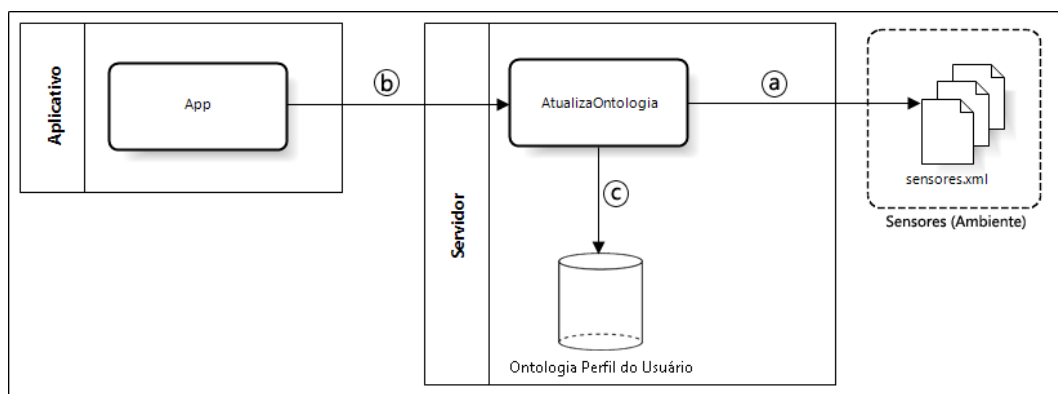 Aplicativo
App
b
Servidor
AtualizaOntologia
a
c
Ontologia Perfil do Usuário
sensores.xml
Sensores (Ambiente)